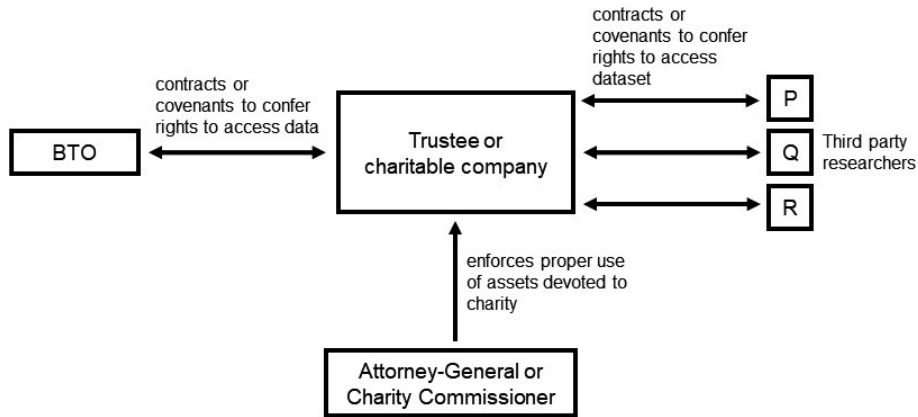 contracts or
covenants to confer
rights to access
dataset
contracts or
covenants to confer
rights to access data
BTO
Trustee or
charitable company
P
Q
R
Third party
researchers
enforces proper use
of assets devoted to
charity
Attorney-General or
Charity Commissioner